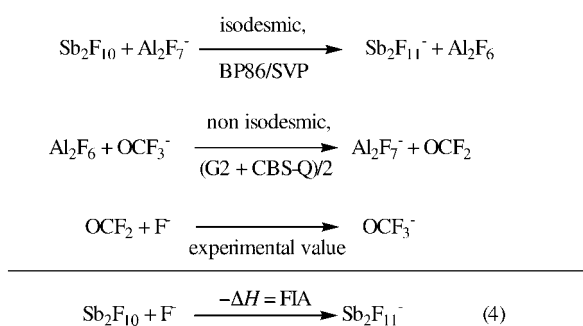 isodesmic,
Sb₂F₁₀ + Al₂F₇⁻ → Sb₂F₁₁⁻ + Al₂F₆
BP86/SVP
non isodesmic,
Al₂F₆ + OCF₃⁻ → Al₂F₇⁻ + OCF₂
(G2 + CBS-Q)/2
OCF₂ + F⁻ → OCF₃⁻
experimental value
−ΔH = FIA
Sb₂F₁₀ + F⁻ → Sb₂F₁₁⁻ (4)